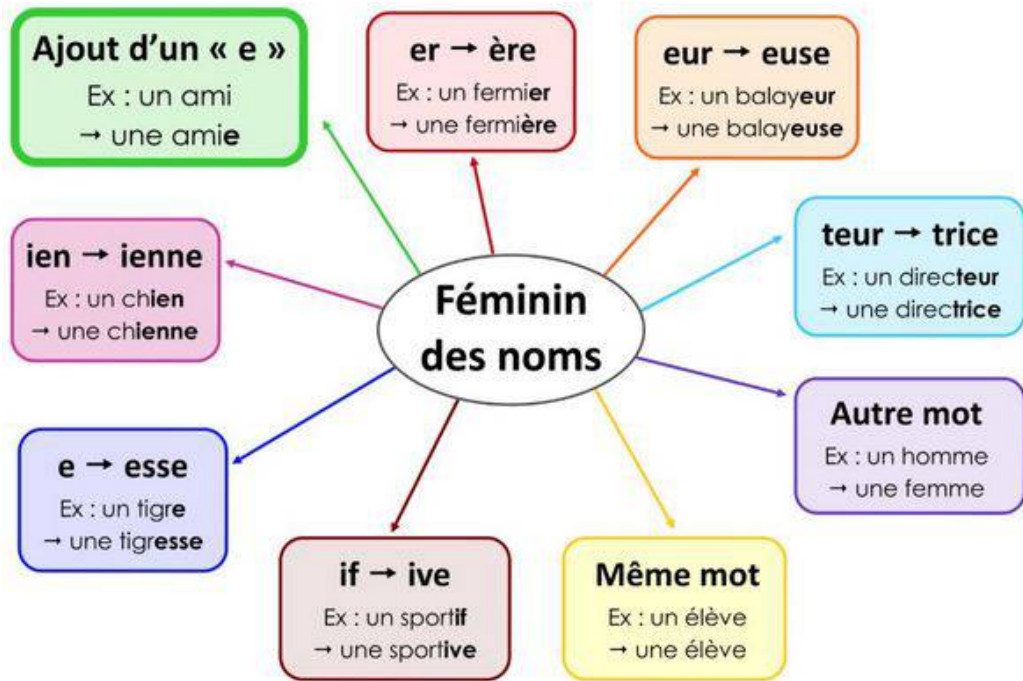 Ajout d'un « e »
Ex : un ami
→ une amie
er → ère
Ex : un fermier
→ une fermière
eur → euse
Ex : un balayeur
→ une balayeuse
ien → ienne
Ex : un chien
→ une chienne
Féminin
des noms
teur → trice
Ex : un directeur
→ une directrice
e → esse
Ex : un tigre
→ une tigresse
Autre mot
Ex : un homme
→ une femme
if → ive
Ex : un sportif
→ une sportive
Même mot
Ex : un élève
→ une élève